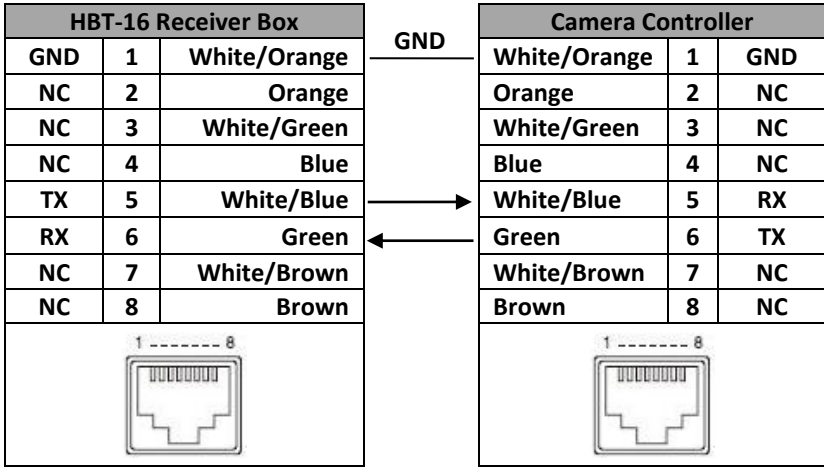 HBT-16 Receiver Box GND Camera Controller
GND 1 White/Orange White/Orange 1 GND
NC 2 Orange Orange 2 NC
NC 3 White/Green White/Green 3 NC
NC 4 Blue Blue 4 NC
TX 5 White/Blue White/Blue 5 RX
RX 6 Green Green 6 TX
NC 7 White/Brown White/Brown 7 NC
NC 8 Brown Brown 8 NC
1 ------- 8 1 ------- 8